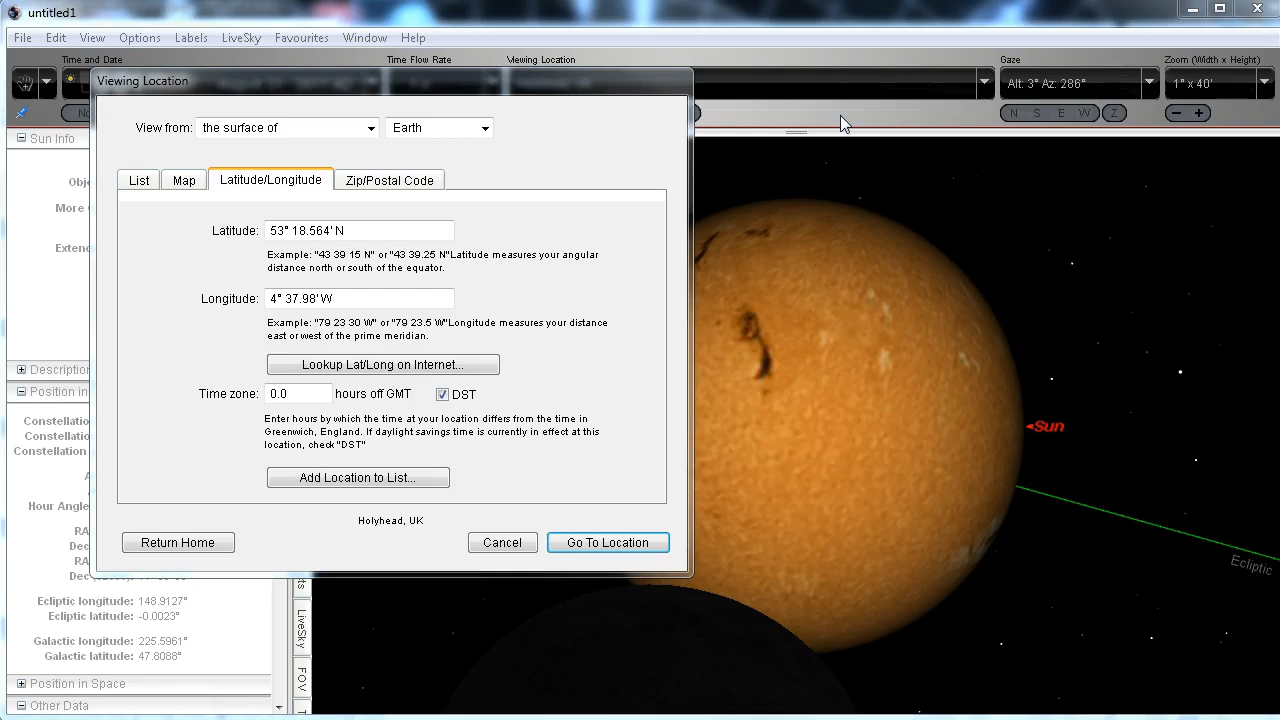 untitled1
File Edit View Options Labels LiveSky Favourites Window Help
Time and Date Time Flow Rate Viewing Location Gaze Zoom (Width x Height)
Alt: 3° Az: 286° 1° x 40'
N S E W Z
Viewing Location
View from: the surface of Earth
List Map Latitude/Longitude Zip/Postal Code
Latitude: 53° 18.564' N
Example: "43 39 15 N" or "43 39.25 N"Latitude measures your angular
distance north or south of the equator.
Longitude: 4° 37.98' W
Example: "79 23 30 W" or "79 23.5 W"Longitude measures your distance
east or west of the prime meridian.
Lookup Lat/Long on Internet...
Time zone: 0.0 hours off GMT DST
Enter hours by which the time at your location differs from the time in
Greenwich, England. If daylight savings time is currently in effect at this
location, check "DST"
Add Location to List...
Holyhead, UK
Return Home Cancel Go To Location
Sun Info
Obje
More
Extend
Description
Position in
Constellation
Constellation
Constellation
Hour Angle
RA
Dec
RA
Dec
Ecliptic longitude: 148.9127°
Ecliptic latitude: -0.0023°
Galactic longitude: 225.5961°
Galactic latitude: 47.8088°
Position in Space
Other Data
LiveSky
FOV
Sun
Ecliptic